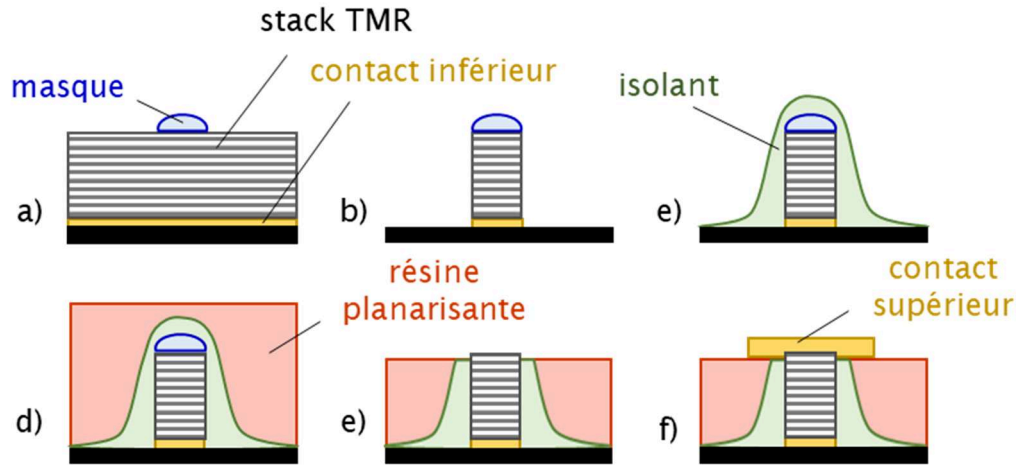 stack TMR
contact inférieur
masque
isolant
a)
b)
e)
résine
planarisante
contact
supérieur
d)
e)
f)